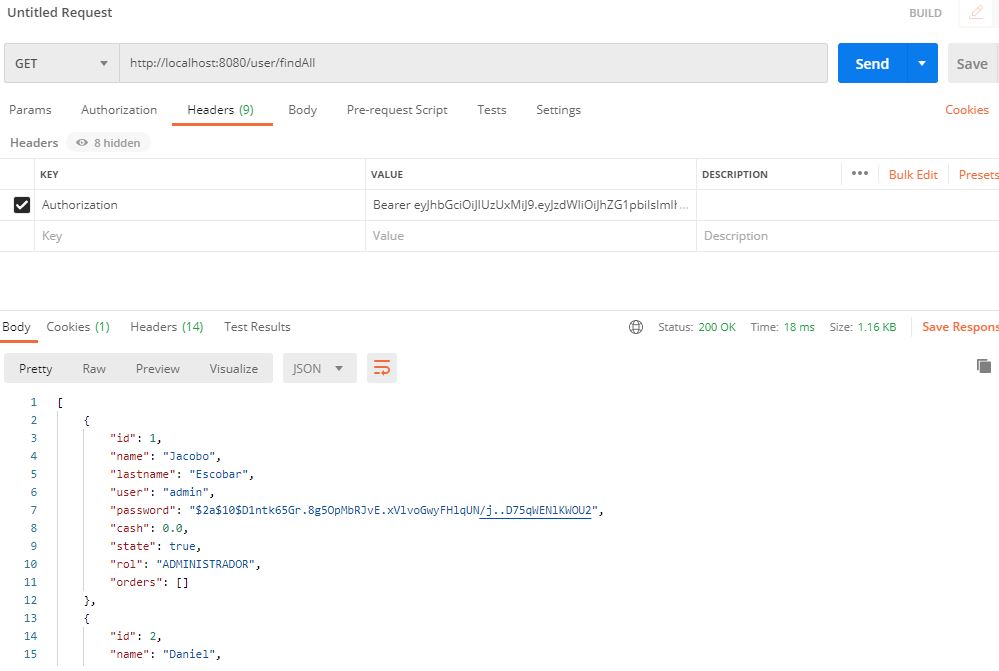 Untitled Request BUILD
GET http://localhost:8080/user/findAll Send Save
Params Authorization Headers (9) Body Pre-request Script Tests Settings Cookies
Headers 8 hidden
KEY VALUE DESCRIPTION ••• Bulk Edit Presets
Authorization Bearer eyJhbGciOiJIUzUxMiJ9.eyJzdWIiOiJhZG1pbiIsImlh...
Key Value Description
Body Cookies (1) Headers (14) Test Results Status: 200 OK Time: 18 ms Size: 1.16 KB Save Respons
Pretty Raw Preview Visualize JSON
1 [
2 {
3 "id": 1,
4 "name": "Jacobo",
5 "lastname": "Escobar",
6 "user": "admin",
7 "password": "$2a$10$D1ntk65Gr.8g5OpMbRJvE.xVlvoGwyFHlqUN/j..D75qWENlKWOU2",
8 "cash": 0.0,
9 "state": true,
10 "rol": "ADMINISTRADOR",
11 "orders": []
12 },
13 {
14 "id": 2,
15 "name": "Daniel",